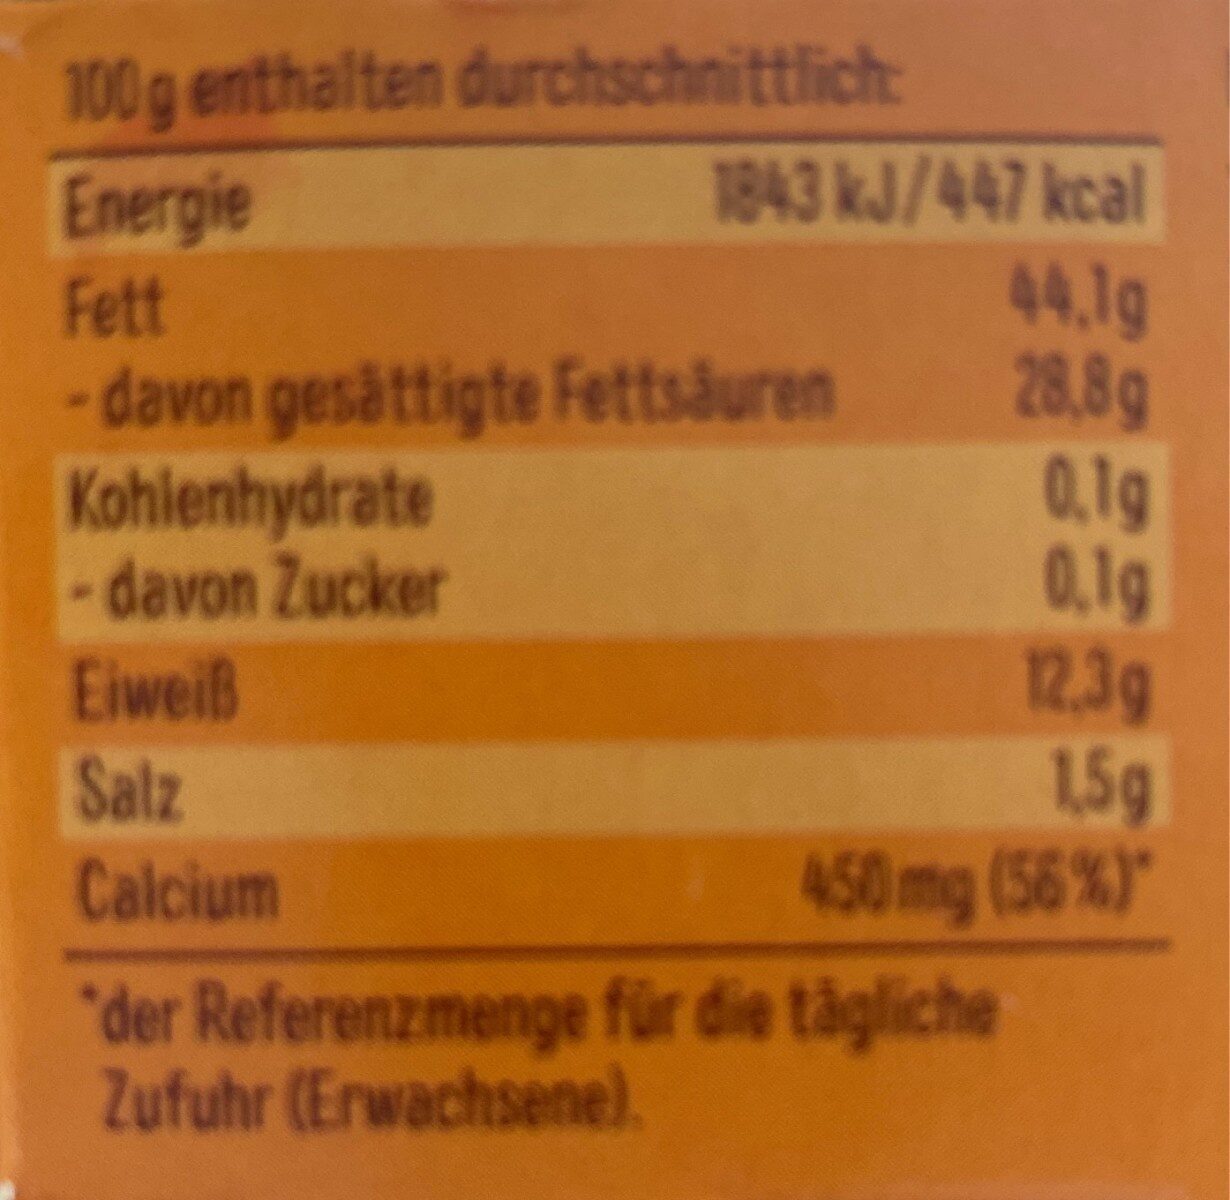 100 g enthalten durchschnittlich:
Energie 1843 kJ/447 kcal
Fett 44,1g
- davon gesättigte Fettsäuren 28,8g
Kohlenhydrate 0,1g
- davon Zucker 0,1g
Eiweiß 12,3g
Salz 1,5g
Calcium 450mg (56%)*
*der Referenzmenge für die tägliche
Zufuhr (Erwachsene).